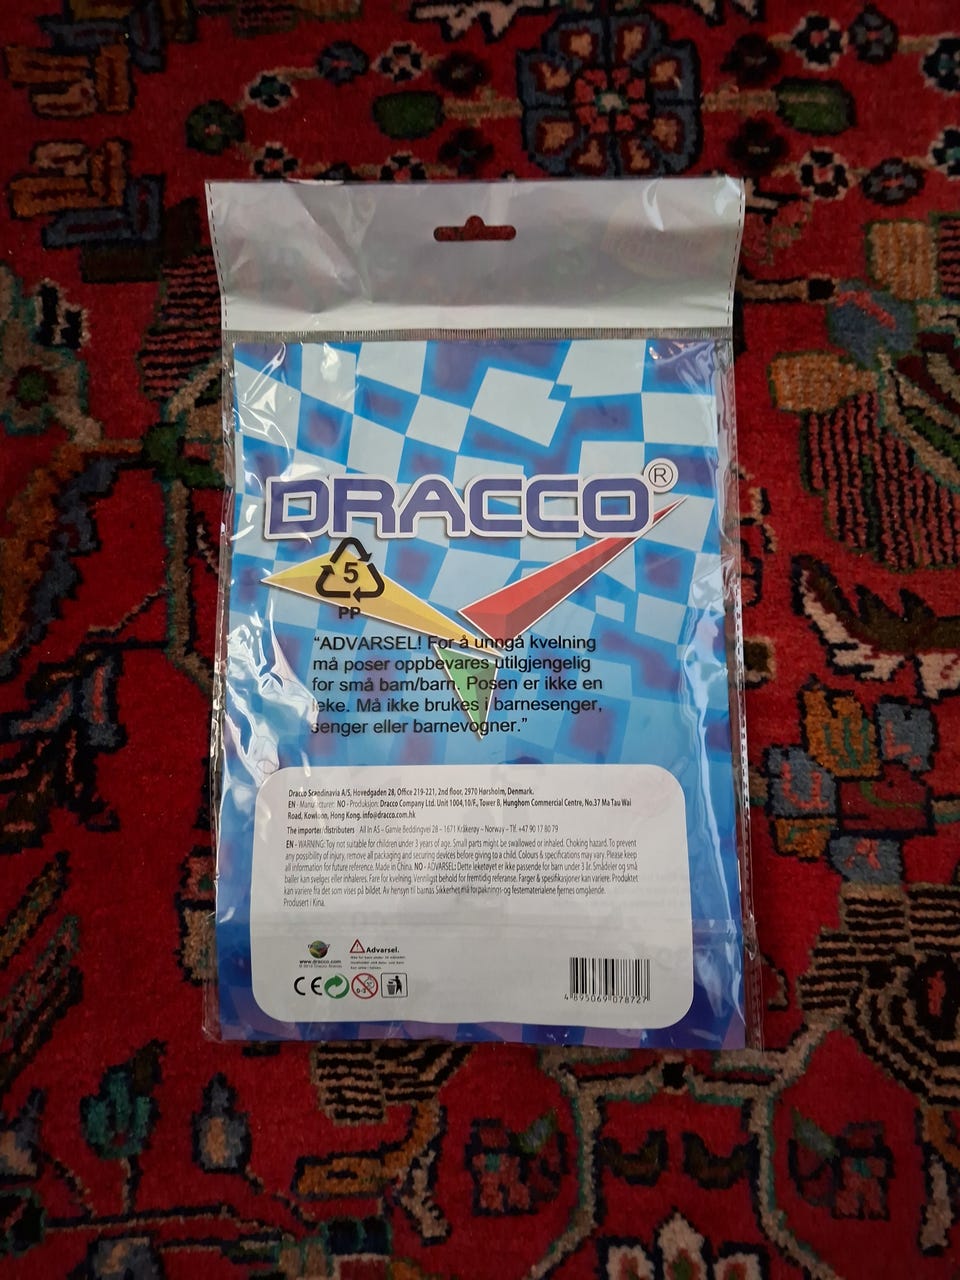 DRACCO®
5
PP
“ADVARSEL! For å unngå kvelning
må poser oppbevares utilgjengelig
for små barn/barn. Posen er ikke en
leke. Må ikke brukes i barnesenger,
senger eller barnevogner.”
Dracco Scandinavia A/S, Hovedgaden 28, Office 219-221, 2nd floor, 2970 Hørsholm, Denmark.
EN - Manufacturer: NO - Produksjon: Dracco Company Ltd. Unit 1004,10/F., Tower B, Hunghom Commercial Centre, No.37 Ma Tau Wai
Road, Kowloon, Hong Kong. info@dracco.com.hk
The importer/distributers All In AS – Gamle Beddingvei 28 – 1671 Kråkerøy – Norway – Tlf. +47 90 17 80 79
EN - WARNING: Toy not suitable for children under 3 years of age. Small parts might be swallowed or inhaled. Choking hazard. To prevent
any possibility of injury, remove all packaging and securing devices before giving to a child. Colours & specifications may vary. Please keep
all information for future reference. Made in China. NO - ADVARSEL: Dette leketøyet er ikke passende for barn under 3 år. Smådeler og små
baller kan svelges eller inhaleres. Fare for kvelning. Vennligst behold for fremtidig referanse. Farger & spesifikasjoner kan variere. Produktet
kan variere fra det som vises på bildet. Av hensyn til barnas Sikkerhet må forpaknings-og festematerialene fjernes omgående.
Produsert i Kina.
www.dracco.com
Advarsel.
CE
0-3
4 895069 078727